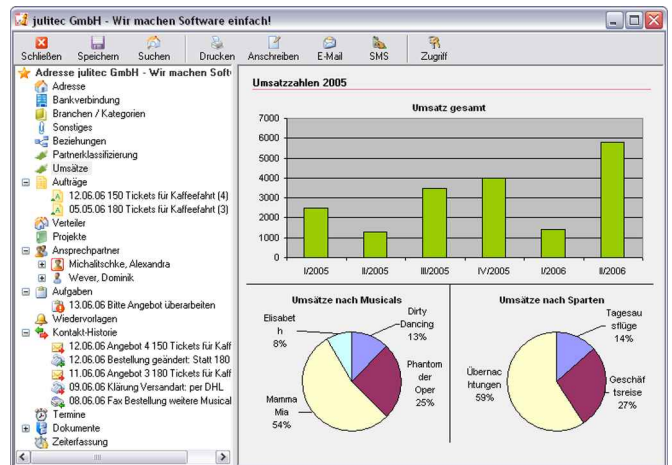 julitec GmbH - Wir machen Software einfach!
Schließen Speichern Suchen Drucken Anschreiben E-Mail SMS Zugriff
Adresse julitec GmbH - Wir machen Soft
Adresse
Bankverbindung
Branchen / Kategorien
Sonstiges
Beziehungen
Partnerklassifizierung
Umsätze
Aufträge
12.06.06 150 Tickets für Kaffeefahrt (4)
05.05.06 180 Tickets für Kaffeefahrt (3)
Verteiler
Projekte
Ansprechpartner
Michalitschke, Alexandra
Wever, Dominik
Aufgaben
13.06.06 Bitte Angebot überarbeiten
Wiedervorlagen
Kontakt-Historie
12.06.06 Angebot 4 150 Tickets für Kaff
12.06.06 Bestellung geändert: Statt 180
11.06.06 Angebot 3 180 Tickets für Kaff
09.06.06 Klärung Versandart: per DHL
08.06.06 Fax Bestellung weitere Musical
Termine
Dokumente
Zeiterfassung
Umsatzzahlen 2005
Umsatz gesamt
7000
6000
5000
4000
3000
2000
1000
0
I/2005 II/2005 III/2005 IV/2005 I/2006 II/2006
Umsätze nach Musicals
Elisabet
h
8%
Dirty
Dancing
13%
Phantom
der
Oper
25%
Mamma
Mia
54%
Umsätze nach Sparten
Tagesau
sflüge
14%
Übernac
htungen
59%
Geschäf
tsreise
27%